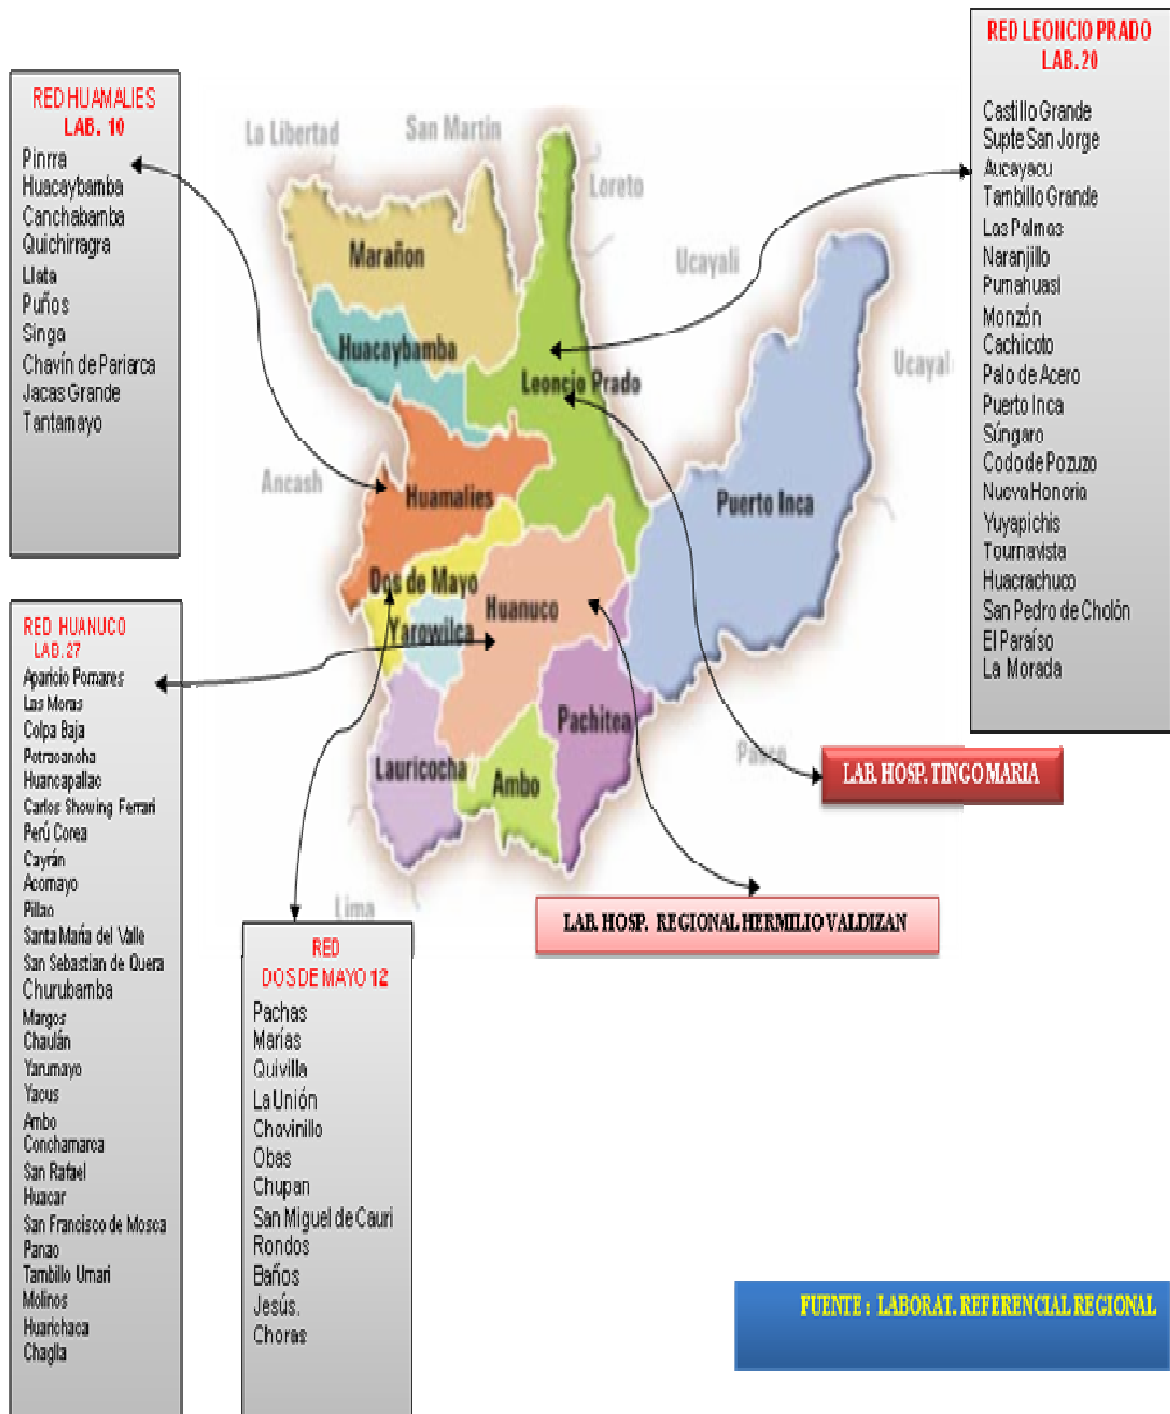 RED LEONCIO PRADO
LAB. 20
Castillo Grande
Supte San Jorge
Aucayacu
Tambillo Grande
Las Palmas
Naranjillo
Pumahuasi
Monzón
Cachicoto
Palo de Acero
Puerto Inca
Súngaro
Codo de Pozuzo
Nueva Honoria
Yuyapichis
Tournavista
Huacrachuco
San Pedro de Cholón
El Paraíso
La Morada
RED HUAMALIES
LAB. 10
Pinrra
Huacaybamba
Canchabamba
Quichirragra
Llata
Puños
Singa
Chavín de Pariarca
Jacas Grande
Tantamayo
La Libertad
San Martin
Loreto
Ucayali
Ucayali
Ancash
Pasco
Lima
Marañon
Huacaybamba
Leoncio Prado
Huamalies
Puerto Inca
Dos de Mayo
Yarowilca
Huanuco
Pachitea
Lauricocha
Ambo
RED HUANUCO
LAB. 27
Aparicio Pomares
Las Moras
Colpa Baja
Potracancha
Huancapallac
Carlos Showing Ferrari
Perú Corea
Cayrán
Acomayo
Pillao
Santa María del Valle
San Sebastian de Quera
Churubamba
Margos
Chaulán
Yarumayo
Yacus
Ambo
Conchamarca
San Rafael
Huacar
San Francisco de Mosca
Panao
Tambillo Umari
Molinos
Huarichaca
Chaglla
RED
DOS DE MAYO 12
Pachas
Marías
Quivilla
La Unión
Chavinillo
Obas
Chupan
San Miguel de Cauri
Rondos
Baños
Jesús.
Choras
LAB. HOSP. TINGO MARIA
LAB. HOSP. REGIONAL HERMILIO VALDIZAN
FUENTE : LABORAT. REFERENCIAL REGIONAL